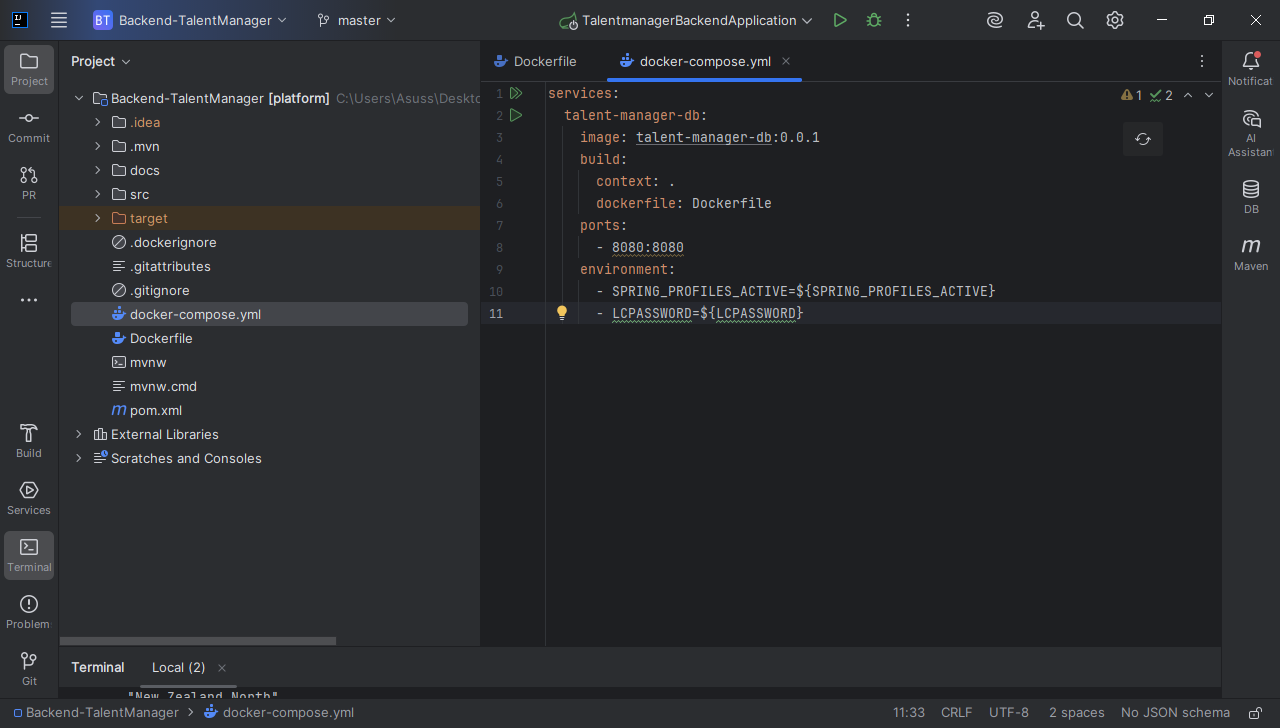 BT Backend-TalentManager master TalentmanagerBackendApplication
Project
Commit
PR
Structure
Build
Services
Terminal
Problem
Git
Project
Backend-TalentManager [platform] C:\Users\Asuss\Deskto
.idea
.mvn
docs
src
target
.dockerignore
.gitattributes
.gitignore
docker-compose.yml
Dockerfile
mvnw
mvnw.cmd
pom.xml
External Libraries
Scratches and Consoles
Dockerfile docker-compose.yml
1 services:
2 talent-manager-db:
3 image: talent-manager-db:0.0.1
4 build:
5 context: .
6 dockerfile: Dockerfile
7 ports:
8 - 8080:8080
9 environment:
10 - SPRING_PROFILES_ACTIVE=${SPRING_PROFILES_ACTIVE}
11 - LCPASSWORD=${LCPASSWORD}
1 2
Notificat
AI
Assistan
DB
Maven
Terminal Local (2)
"New Zealand North"
Backend-TalentManager docker-compose.yml 11:33 CRLF UTF-8 2 spaces No JSON schema